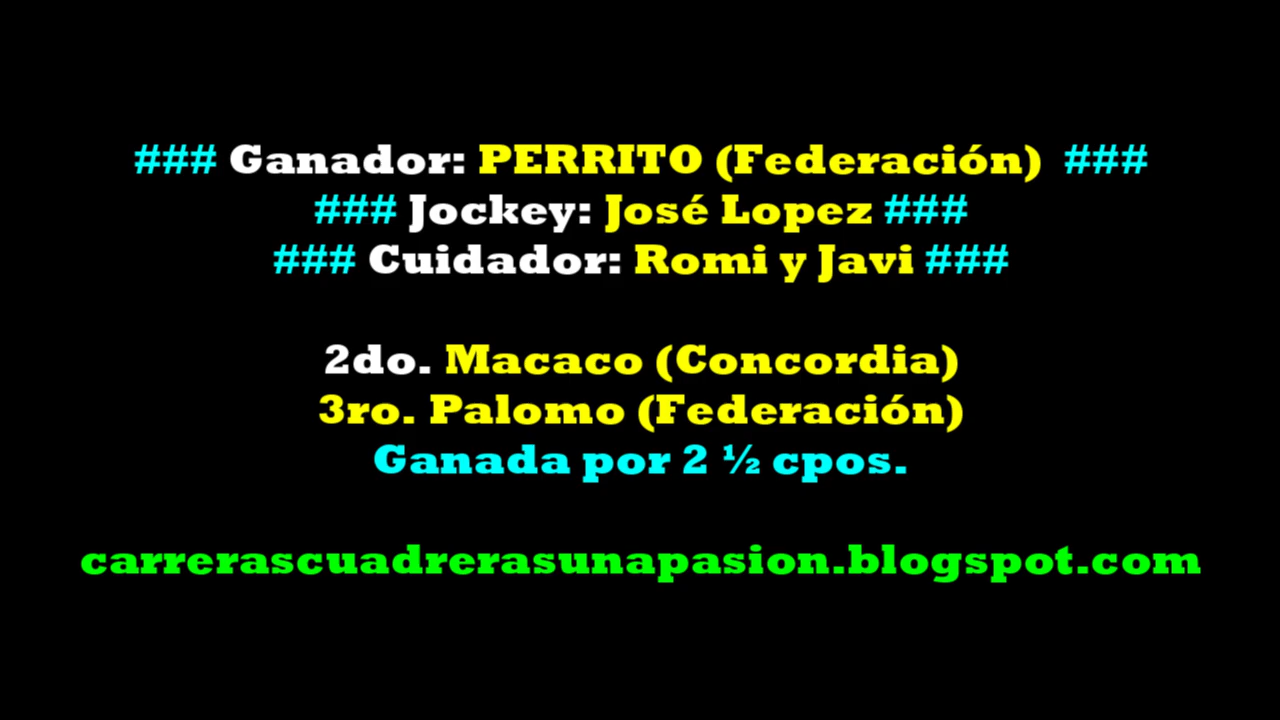 ### Ganador: PERRITO (Federación) ###
### Jockey: José Lopez ###
### Cuidador: Romi y Javi ###
2do. Macaco (Concordia)
3ro. Palomo (Federación)
Ganada por 2 ½ cpos.
carrerascuadrerasunapasion.blogspot.com